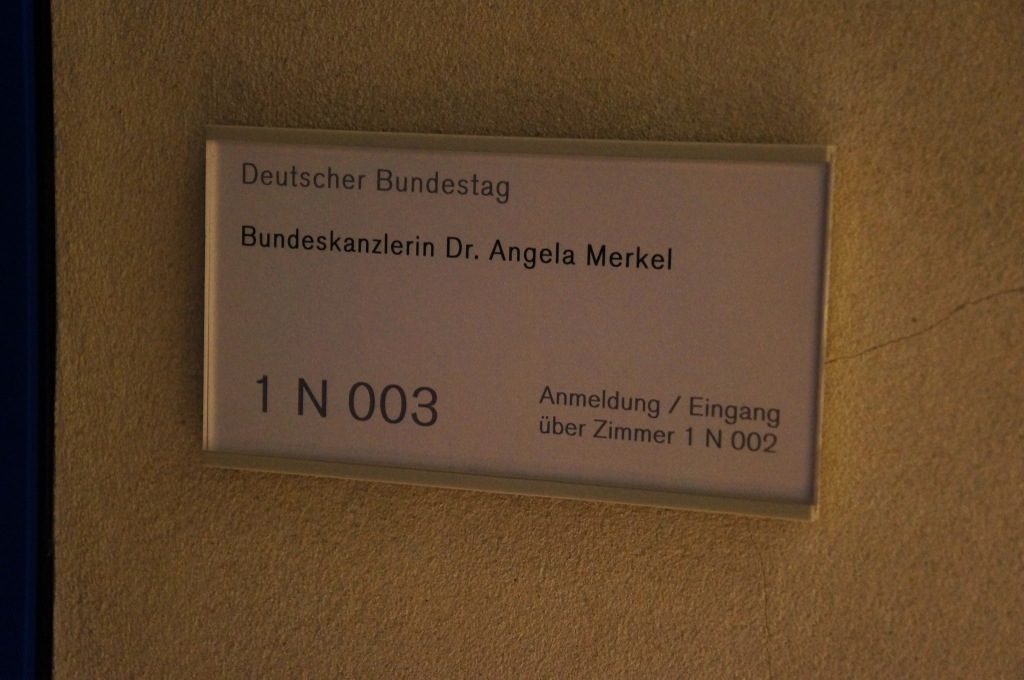 Deutscher Bundestag
Bundeskanzlerin Dr. Angela Merkel
1 N 003
Anmeldung / Eingang
über Zimmer 1 N 002